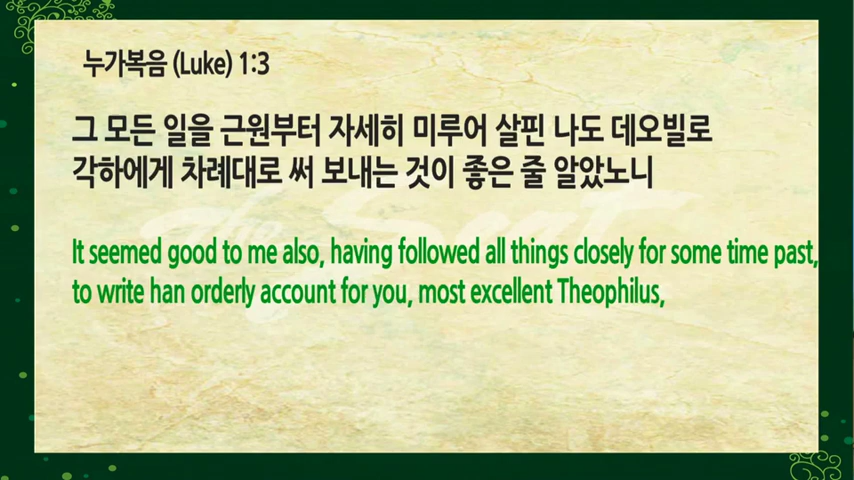 누가복음 (Luke) 1:3
그 모든 일을 근원부터 자세히 미루어 살핀 나도 데오빌로
각하에게 차례대로 써 보내는 것이 좋은 줄 알았노니
It seemed good to me also, having followed all things closely for some time past,
to write han orderly account for you, most excellent Theophilus,